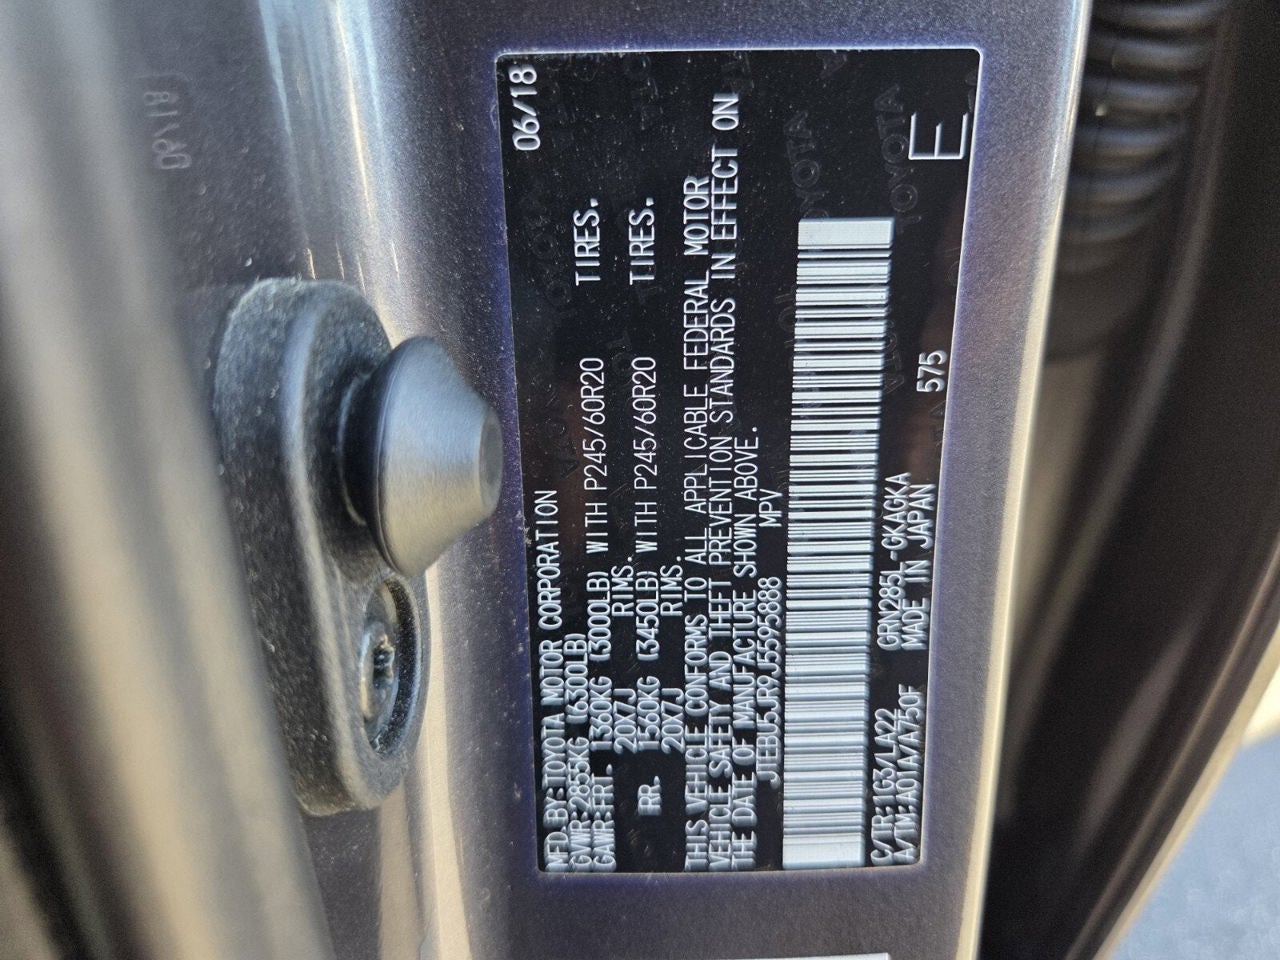 06/18
MFD.BY:TOYOTA MOTOR CORPORATION
GVWR:2855KG (6300LB)
GAWR:FRT. 1360KG (3000LB) WITH P245/60R20 TIRES.
20X7J RIMS.
RR. 1560KG (3450LB) WITH P245/60R20 TIRES.
20X7J RIMS.
THIS VEHICLE CONFORMS TO ALL APPLICABLE FEDERAL MOTOR
VEHICLE SAFETY AND THEFT PREVENTION STANDARDS IN EFFECT ON
THE DATE OF MANUFACTURE SHOWN ABOVE.
JTEBU5JR9J5595888 MPV
C/TR:1G3/LA22 GRN285L-GKAGKA 575
A/TM:A01A/A750F MADE IN JAPAN
E